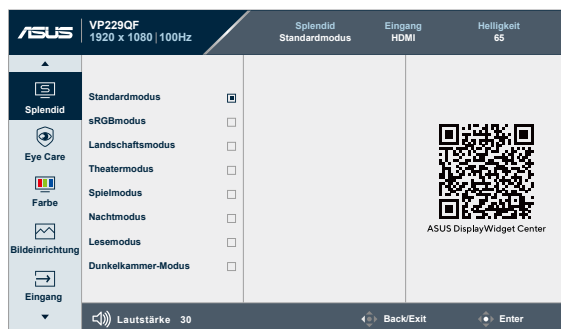 ASUS
VP229QF
1920 x 1080 | 100Hz
Splendid
Standardmodus
Eingang
HDMI
Helligkeit
65
Splendid
Eye Care
Farbe
Bildeinrichtung
Eingang
Standardmodus
sRGBmodus
Landschaftsmodus
Theatermodus
Spielmodus
Nachtmodus
Lesemodus
Dunkelkammer-Modus
ASUS DisplayWidget Center
Lautstärke 30
Back/Exit
Enter